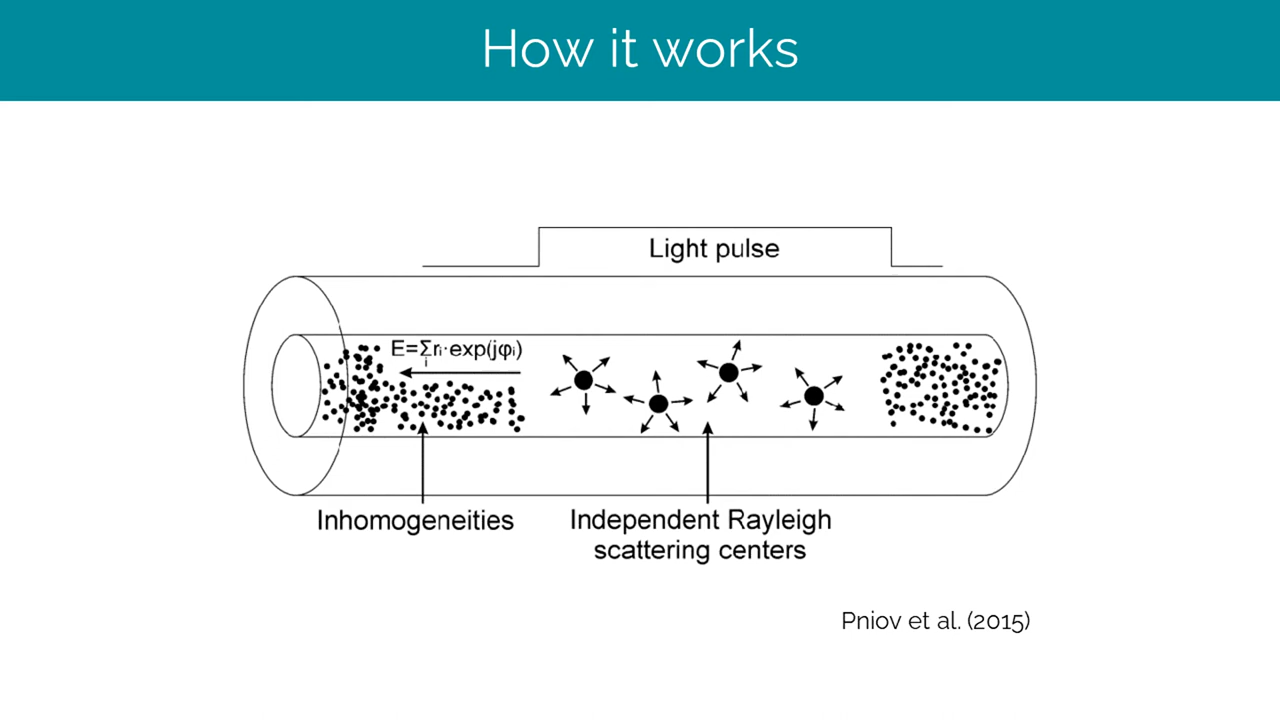 How it works
Light pulse
E=Σrᵢ·exp(jφᵢ)
i
Inhomogeneities
Independent Rayleigh
scattering centers
Pniov et al. (2015)